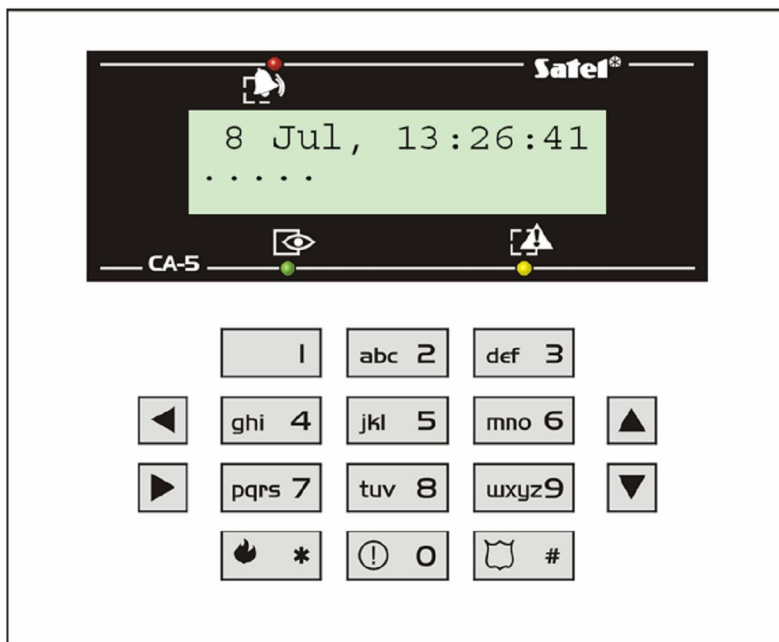 Satel®
8 Jul, 13:26:41
.....
CA-5
1 abc 2 def 3
ghi 4 jkl 5 mno 6
pqrs 7 tuv 8 wxyz9
* 0 #